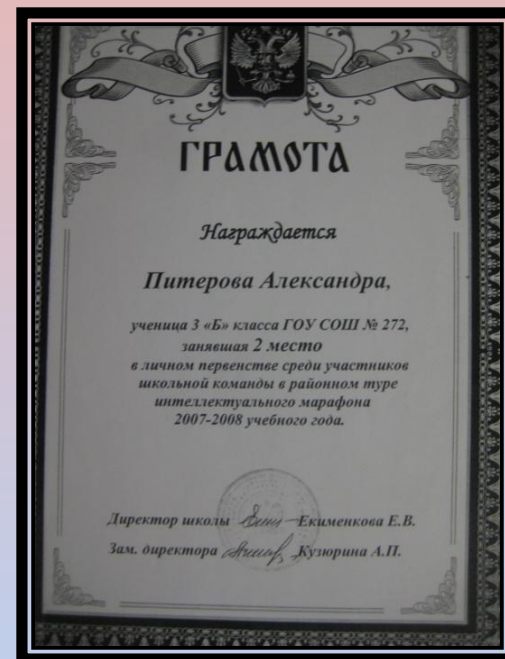 ГРАМОТА
Награждается
Питерова Александра,
ученица 3 «Б» класса ГОУ СОШ № 272,
занявшая 2 место
в личном первенстве среди участников
школьной команды в районном туре
интеллектуального марафона
2007-2008 учебного года.
Директор школы Екименкова Е.В.
Зам. директора Кузюрина А.П.